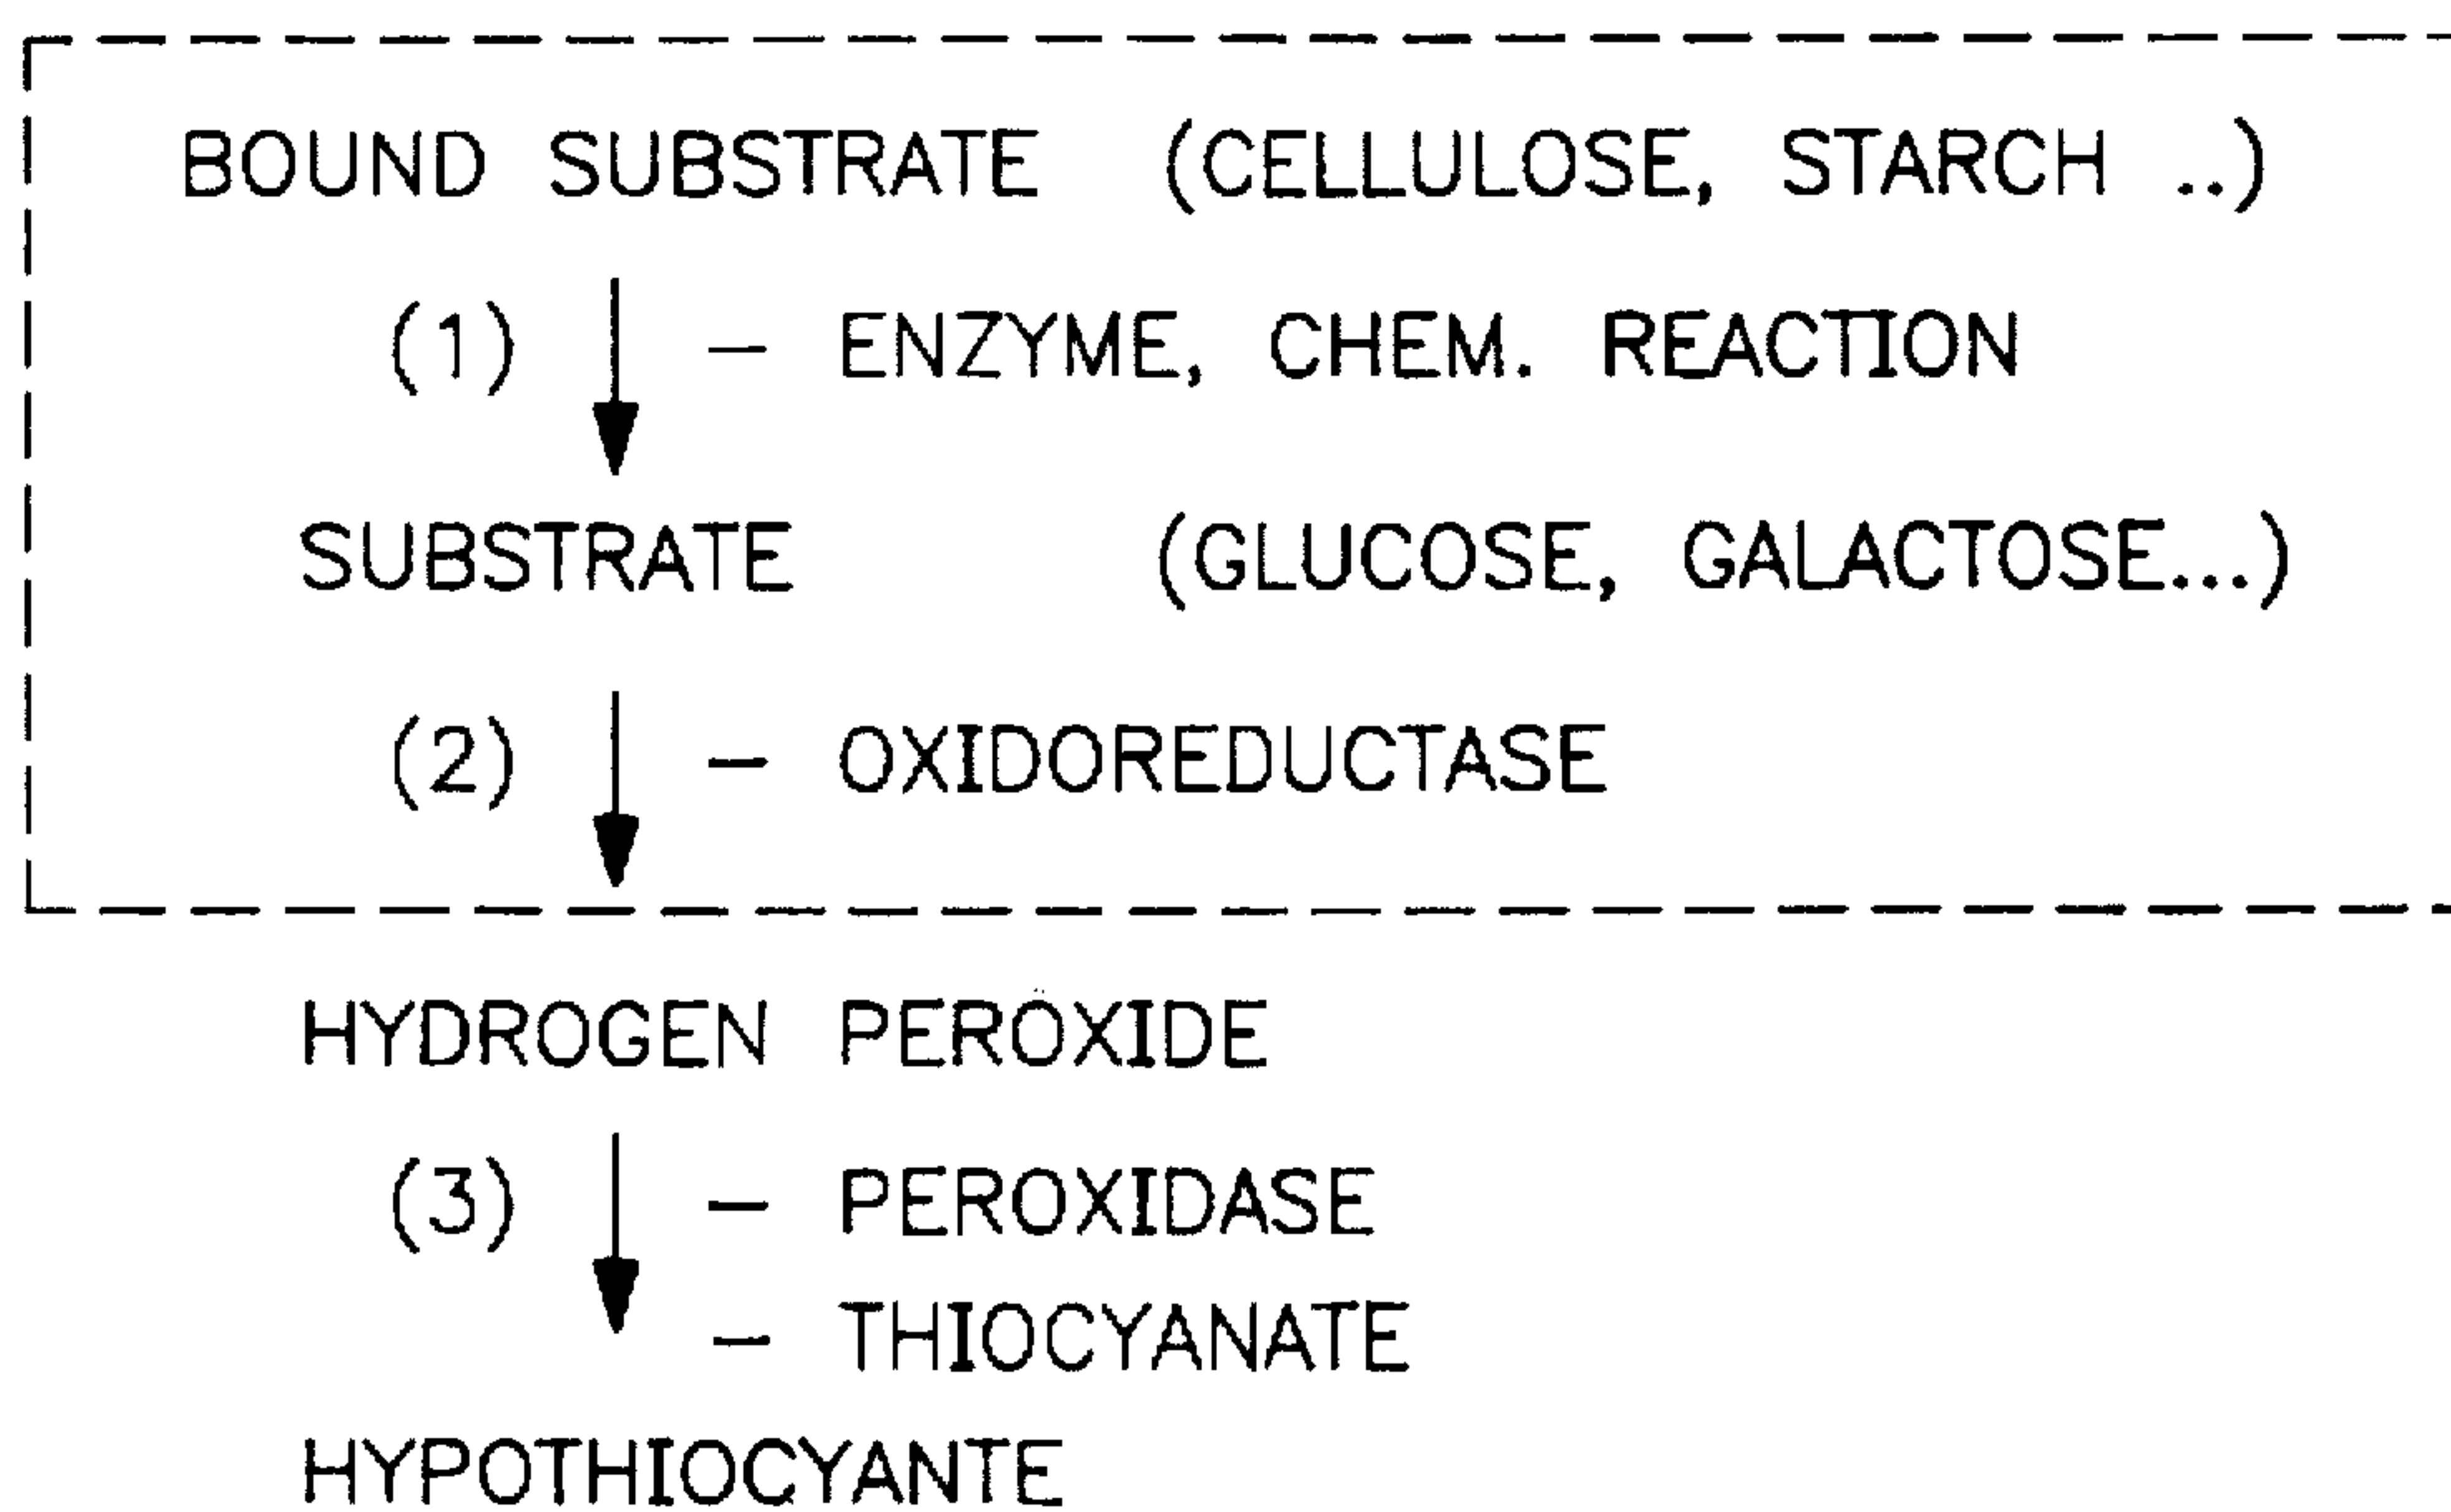 BOUND SUBSTRATE (CELLULOSE, STARCH ..)
(1) – ENZYME, CHEM. REACTION
SUBSTRATE (GLUCOSE, GALACTOSE...)
(2) – OXIDOREDUCTASE
HYDROGEN PEROXIDE
(3) – PEROXIDASE
– THIOCYANATE
HYPOTHIOCYANTE